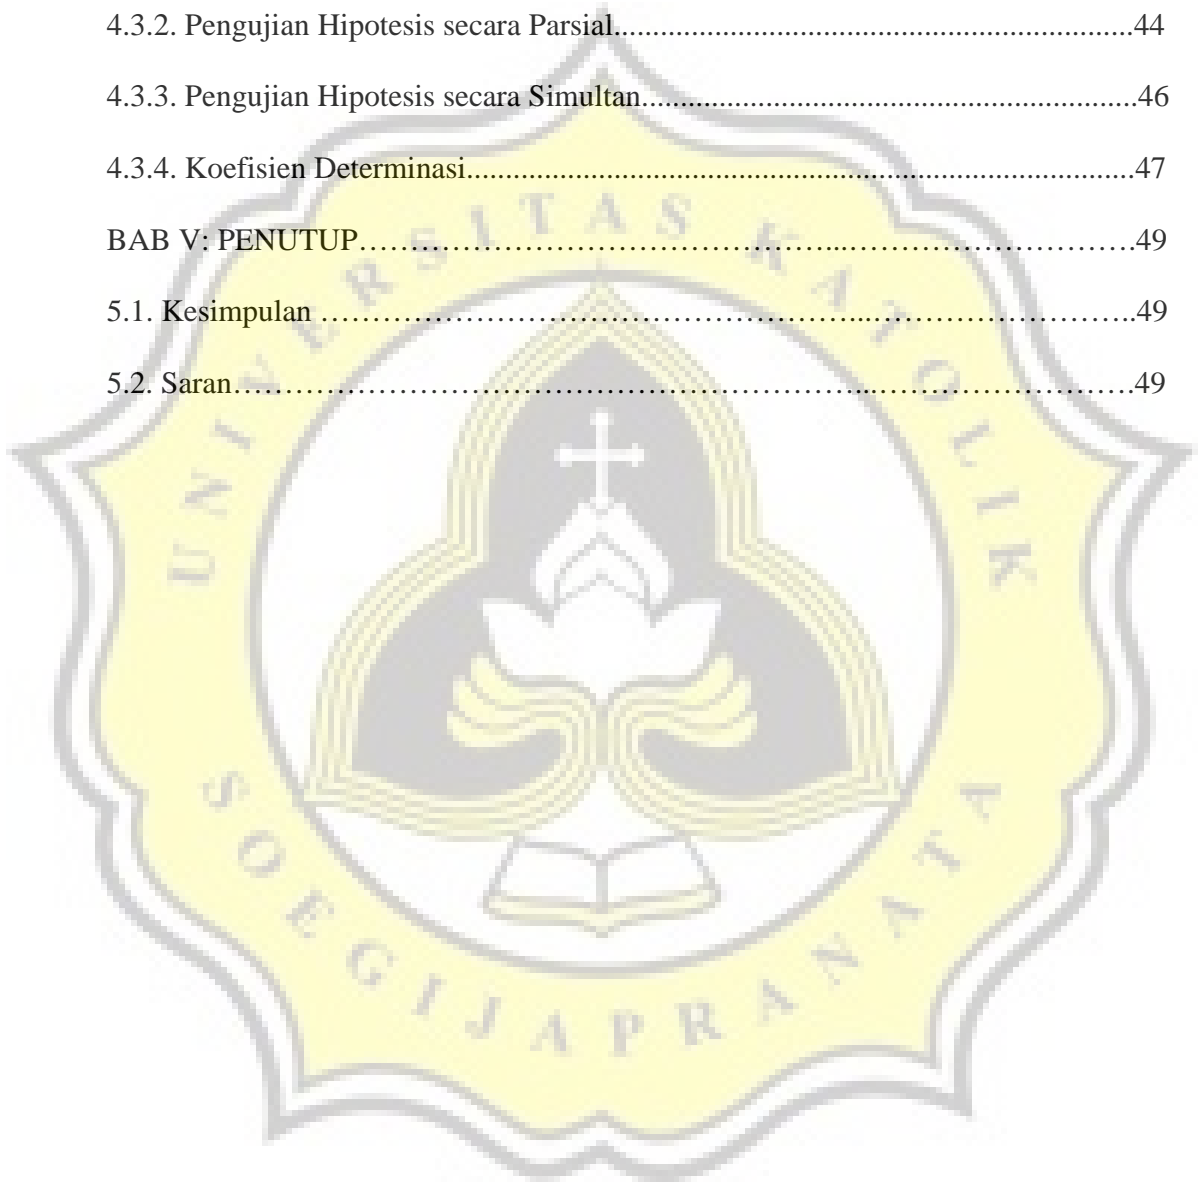 4.3.2. Pengujian Hipotesis secara Parsial.................................................................44
4.3.3. Pengujian Hipotesis secara Simultan..............................................................46
4.3.4. Koefisien Determinasi...................................................................................47
BAB V: PENUTUP…………………………………………...……………………….49
5.1. Kesimpulan ………………………………………………...…………………….49
5.2. Saran……………………………………………………………………………….49
UNIVERSITAS KATOLIK
SOEGIJAPRANATA